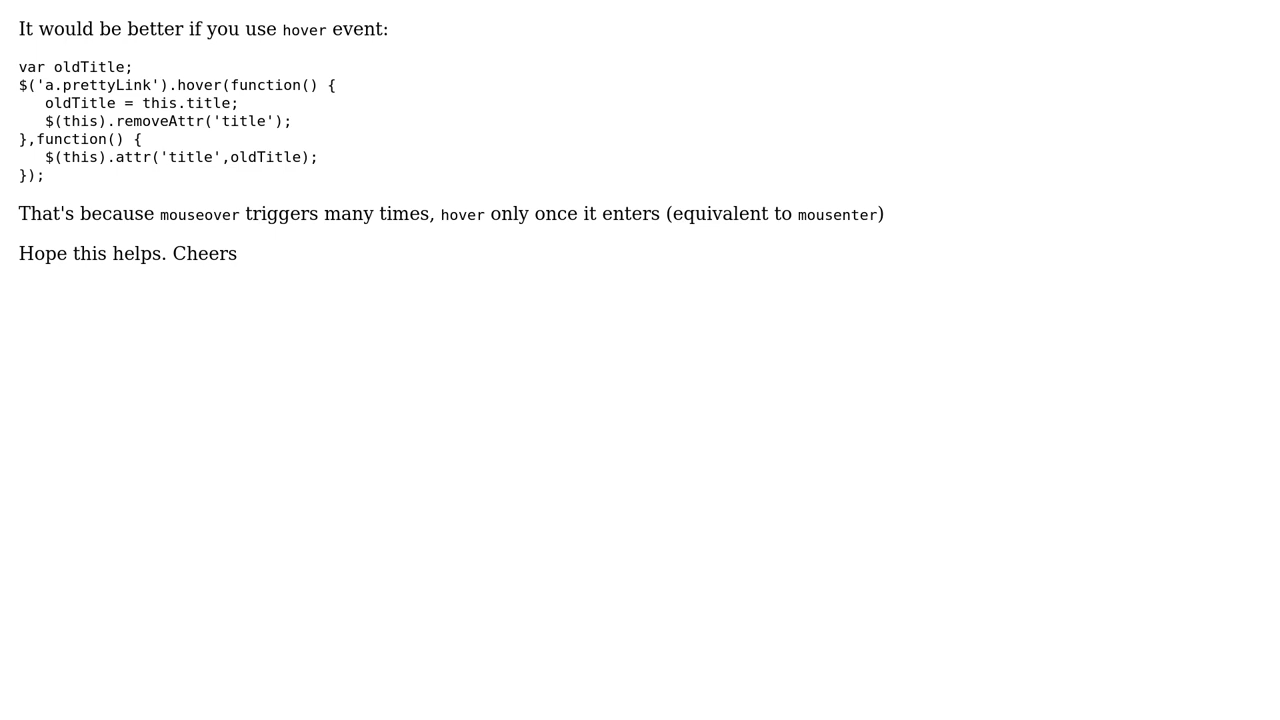 It would be better if you use hover event:
var oldTitle;
$('a.prettyLink').hover(function() {
   oldTitle = this.title;
   $(this).removeAttr('title');
},function() {
   $(this).attr('title',oldTitle);
});
That's because mouseover triggers many times, hover only once it enters (equivalent to mousenter)
Hope this helps. Cheers